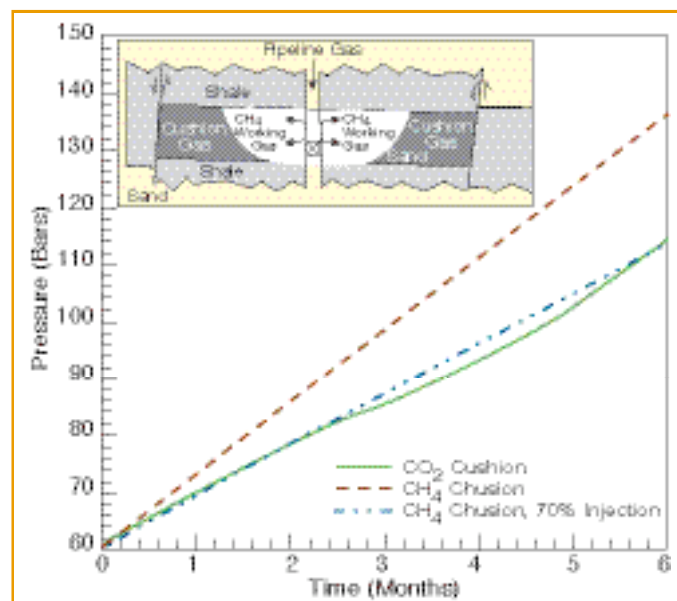 150
140
130
120
110
100
90
80
70
60
Pressure (Bars)
Pipeline Gas
Shale
Shale
Cushion
Gas
CH4
Working
Gas
CH4
Working
Gas
Cushion
Gas
Sand
Shale
Sand
CO2 Cushion
CH4 Chusion
CH4 Chusion, 70% Injection
0 1 2 3 4 5 6
Time (Months)